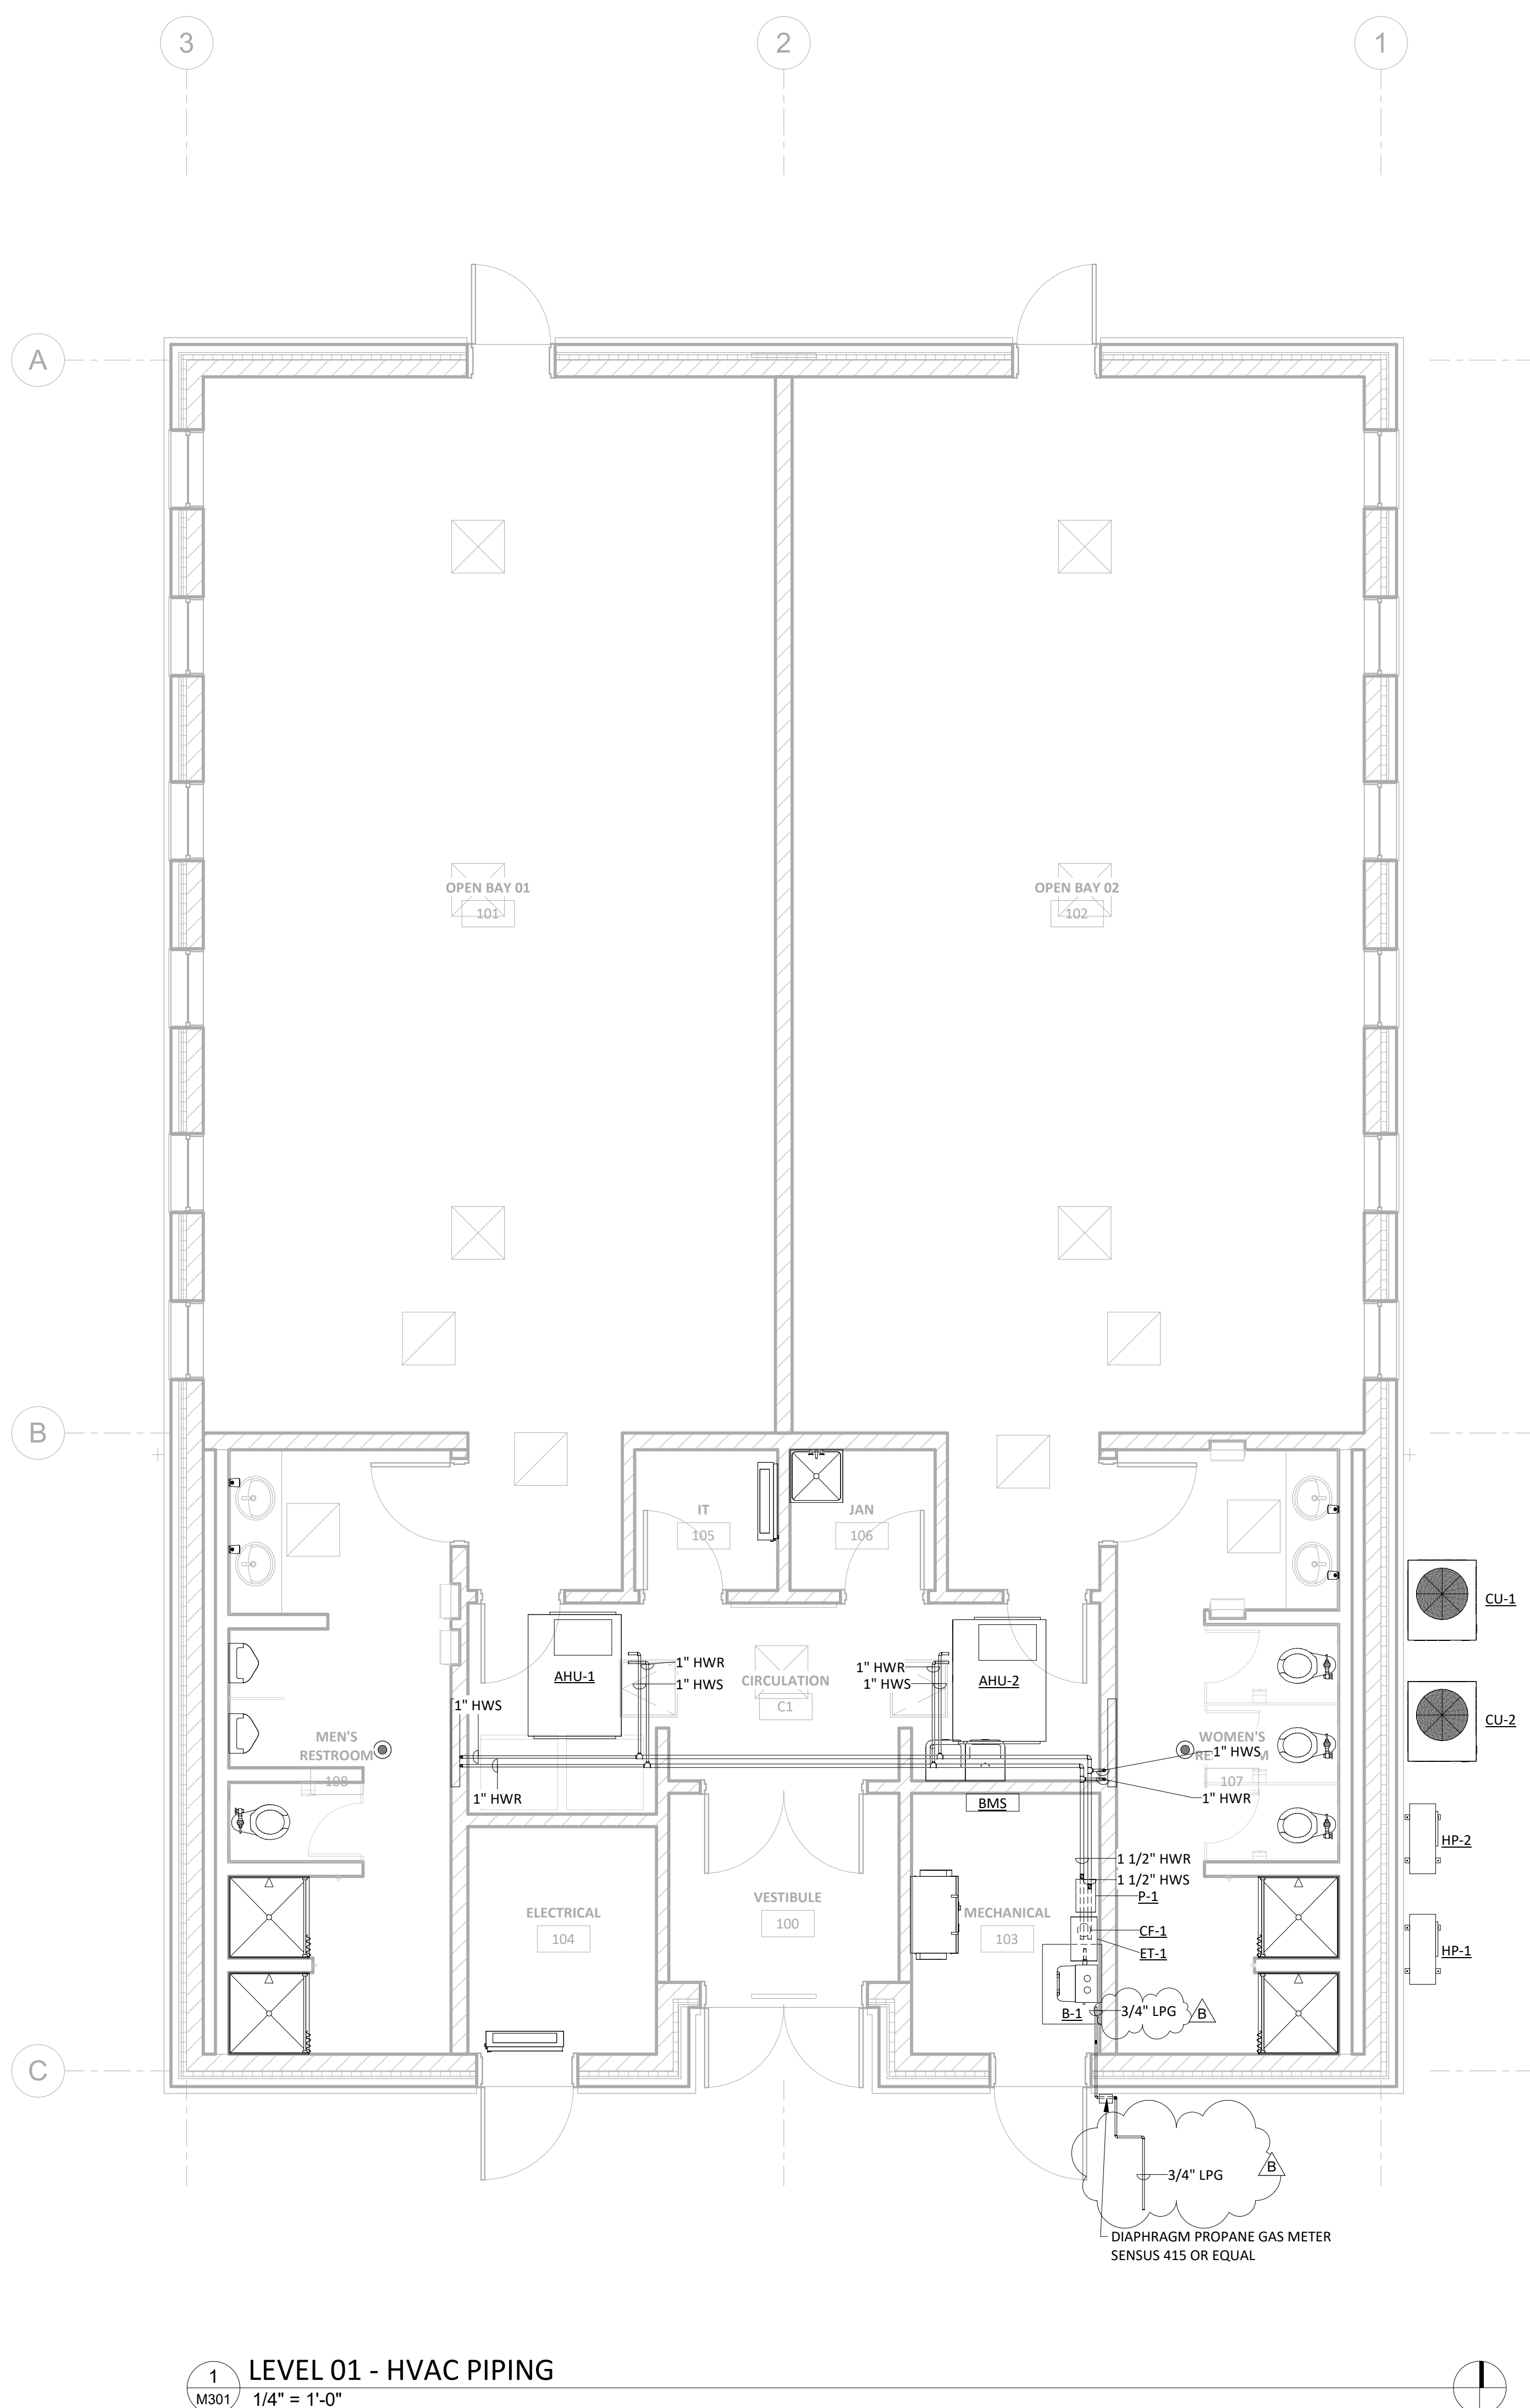 3
2
1
A
OPEN BAY 01
101
OPEN BAY 02
102
B
IT
105
JAN
106
CU-1
AHU-1
1" HWR
1" HWS
CIRCULATION
C1
1" HWR
1" HWS
AHU-2
1" HWS
CU-2
MEN'S
RESTROOM
108
WOMEN'S
1" HWS
107
1" HWR
1" HWR
BMS
HP-2
1 1/2" HWR
1 1/2" HWS
P-1
VESTIBULE
100
ELECTRICAL
104
MECHANICAL
103
CF-1
ET-1
HP-1
B-1
3/4" LPG
B
C
3/4" LPG
B
DIAPHRAGM PROPANE GAS METER
SENSUS 415 OR EQUAL
1
M301
LEVEL 01 - HVAC PIPING
1/4" = 1'-0"